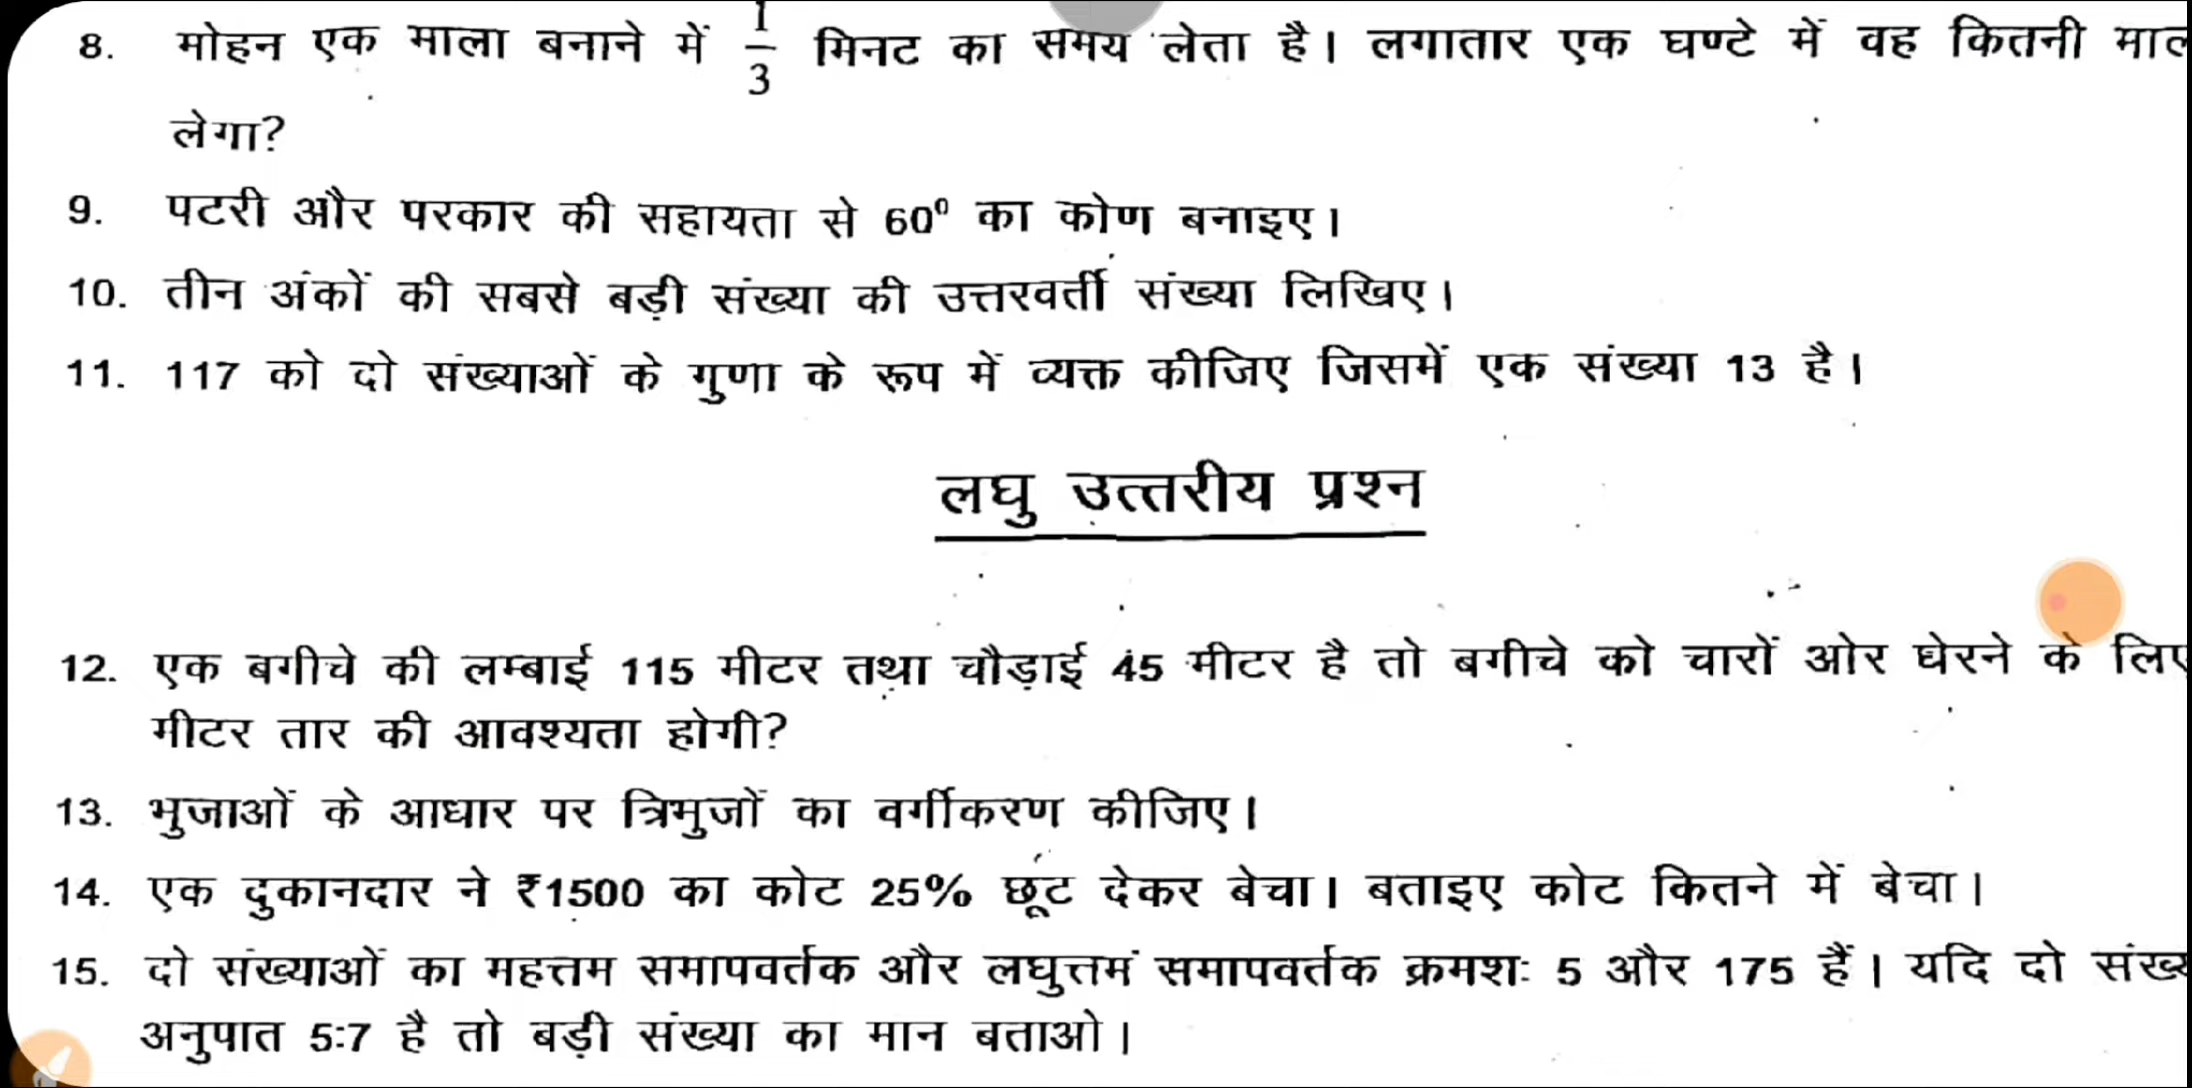 8. मोहन एक माला बनाने में 1/3 मिनट का समय लेता है। लगातार एक घण्टे में वह कितनी
लेगा?
9. पटरी और परकार की सहायता से 60⁰ का कोण बनाइए।
10. तीन अंकों की सबसे बड़ी संख्या की उत्तरवर्ती संख्या लिखिए।
11. 117 को दो संख्याओं के गुणा के रूप में व्यक्त कीजिए जिसमें एक संख्या 13 है।
लघु उत्तरीय प्रश्न
12. एक बगीचे की लम्बाई 115 मीटर तथा चौड़ाई 45 मीटर है तो बगीचे को चारों ओर घेरने के
मीटर तार की आवश्यता होगी?
13. भुजाओं के आधार पर त्रिभुजों का वर्गीकरण कीजिए।
14. एक दुकानदार ने ₹1500 का कोट 25% छूट देकर बेचा। बताइए कोट कितने में बेचा।
15. दो संख्याओं का महत्तम समापवर्तक और लघुत्तम समापवर्तक क्रमशः 5 और 175 हैं। यदि दो
अनुपात 5:7 है तो बड़ी संख्या का मान बताओ।